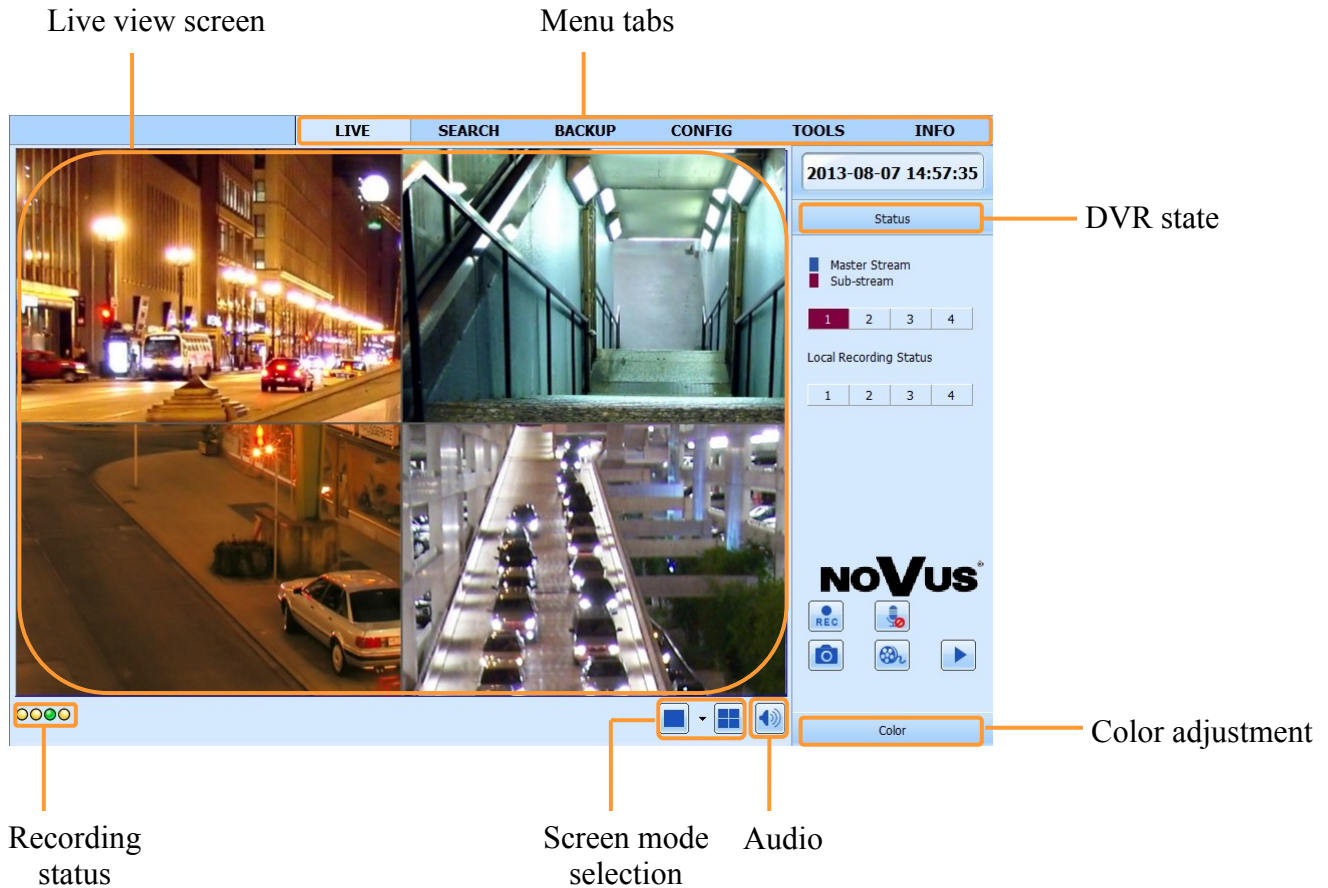 Live view screen
Menu tabs
LIVE SEARCH BACKUP CONFIG TOOLS INFO
2013-08-07 14:57:35
Status
DVR state
Master Stream
Sub-stream
1 2 3 4
Local Recording Status
1 2 3 4
NOVUS®
REC
Color
Color adjustment
Recording
status
Screen mode
selection
Audio